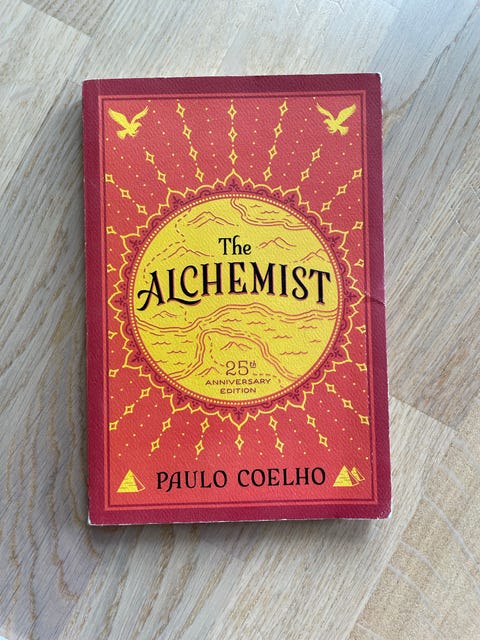 The
ALCHEMIST
25th
ANNIVERSARY
EDITION
PAULO COELHO